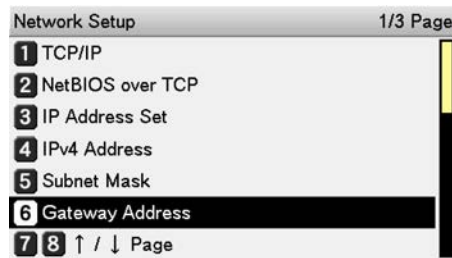 Network Setup 1/3 Page
1 TCP/IP
2 NetBIOS over TCP
3 IP Address Set
4 IPv4 Address
5 Subnet Mask
6 Gateway Address
7 8 ↑ / ↓ Page